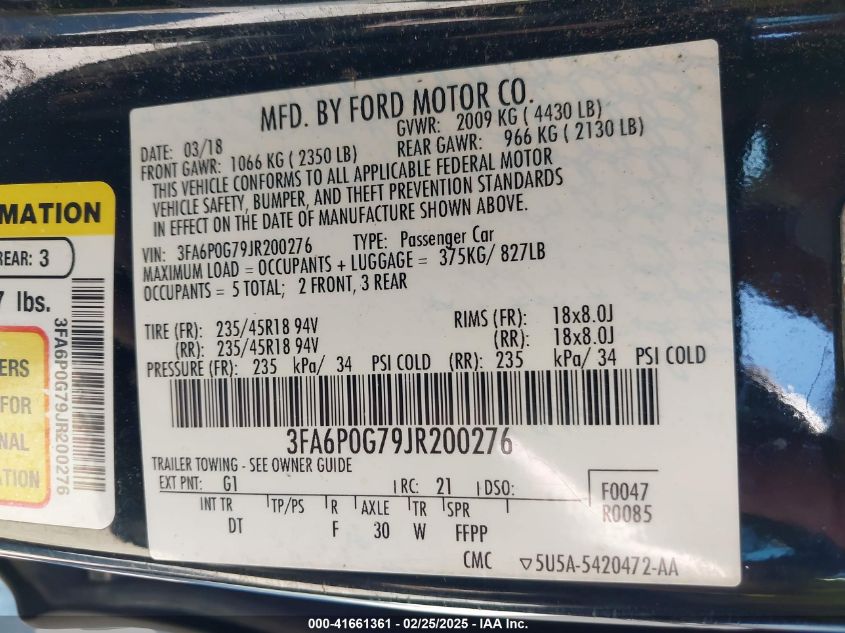 MFD. BY FORD MOTOR CO.
DATE: 03/18 GVWR: 2009 KG ( 4430 LB)
FRONT GAWR: 1066 KG ( 2350 LB) REAR GAWR: 966 KG ( 2130 LB)
THIS VEHICLE CONFORMS TO ALL APPLICABLE FEDERAL MOTOR
VEHICLE SAFETY, BUMPER, AND THEFT PREVENTION STANDARDS
IN EFFECT ON THE DATE OF MANUFACTURE SHOWN ABOVE.
VIN: 3FA6P0G79JR200276 TYPE: Passenger Car
MAXIMUM LOAD = OCCUPANTS + LUGGAGE = 375KG/ 827LB
OCCUPANTS = 5 TOTAL; 2 FRONT, 3 REAR
TIRE (FR): 235/45R18 94V RIMS (FR): 18x8.0J
(RR): 235/45R18 94V (RR): 18x8.0J
PRESSURE (FR): 235 kPa/ 34 PSI COLD (RR): 235 kPa/ 34 PSI COLD
3FA6P0G79JR200276
TRAILER TOWING - SEE OWNER GUIDE
EXT PNT: G1 RC: 21 DSO: F0047
INT TR TP/PS R AXLE TR SPR R0085
DT F 30 W FFPP
CMC ▽5U5A-5420472-AA
MATION
REAR: 3
7 lbs.
3FA6P0G79JR200276
ERS
FOR
NAL
ATION
000-41661361 - 02/25/2025 - IAA Inc.